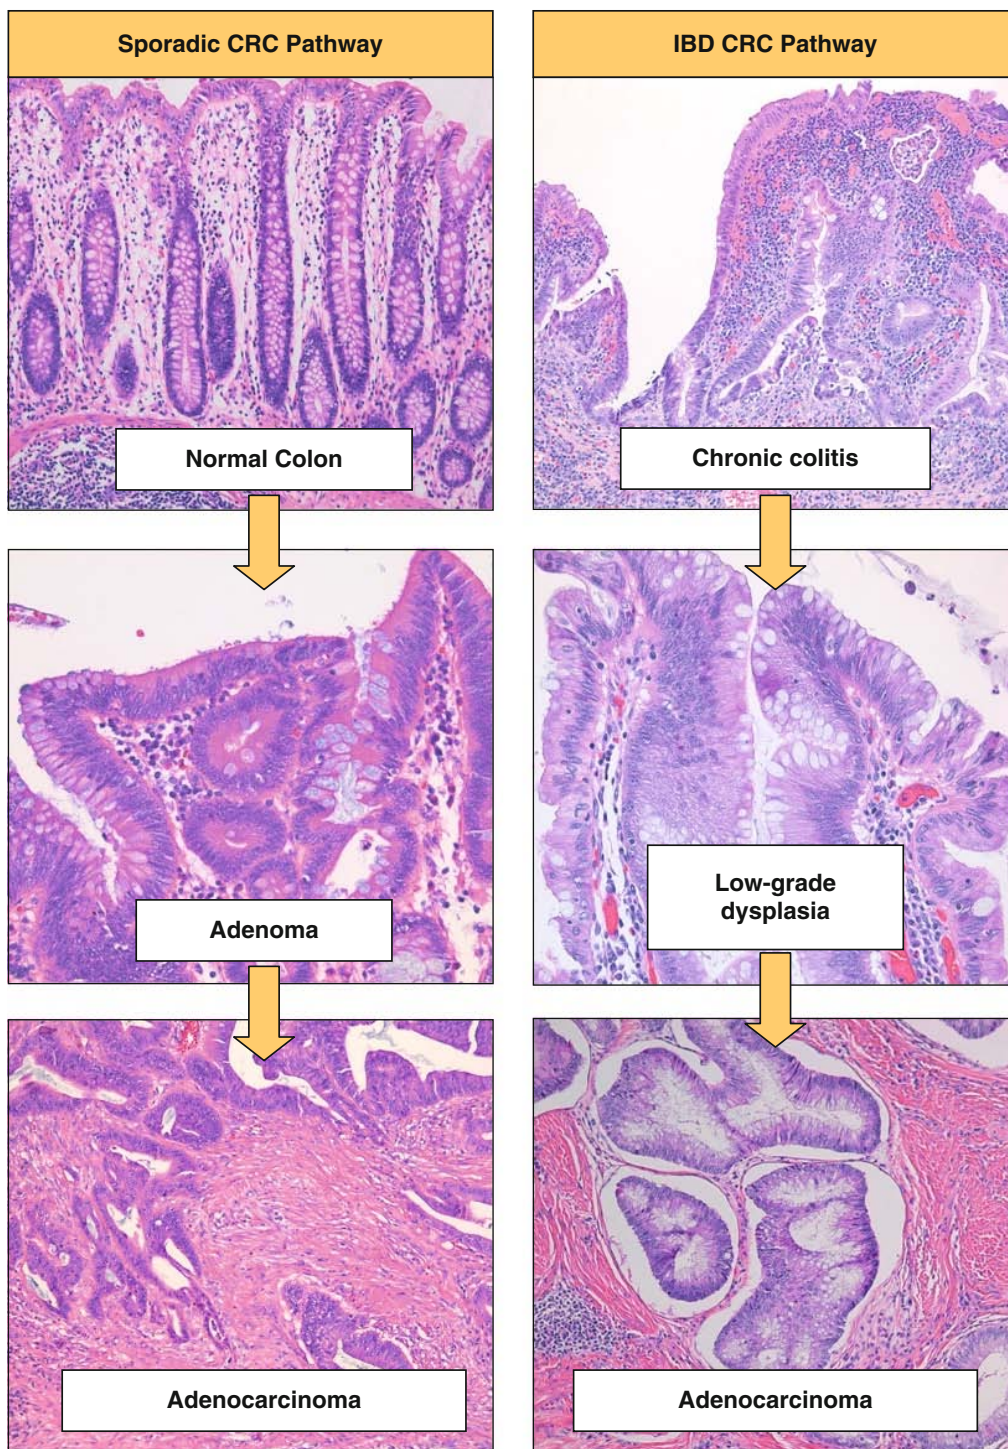 Sporadic CRC Pathway
Normal Colon
Adenoma
Adenocarcinoma
IBD CRC Pathway
Chronic colitis
Low-grade
dysplasia
Adenocarcinoma